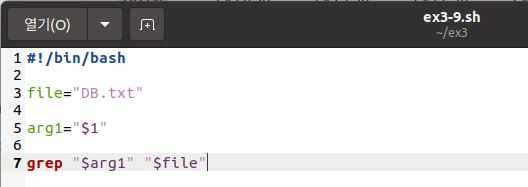 열기(O)
ex3-9.sh
~/ex3
1 #!/bin/bash
2
3 file="DB.txt"
4
5 arg1="$1"
6
7 grep "$arg1" "$file"